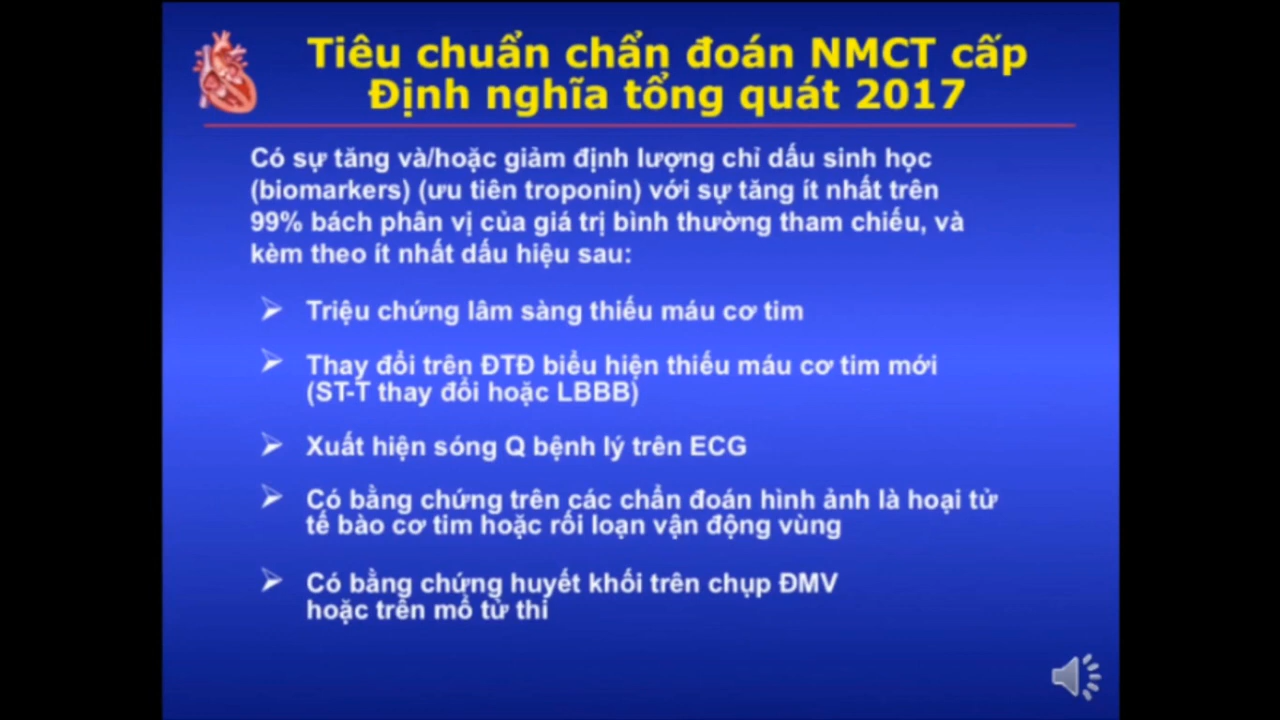 Tiêu chuẩn chẩn đoán NMCT cấp
Định nghĩa tổng quát 2017
Có sự tăng và/hoặc giảm định lượng chỉ dấu sinh học
(biomarkers) (ưu tiên troponin) với sự tăng ít nhất trên
99% bách phân vị của giá trị bình thường tham chiếu, và
kèm theo ít nhất dấu hiệu sau:
Triệu chứng lâm sàng thiếu máu cơ tim
Thay đổi trên ĐTĐ biểu hiện thiếu máu cơ tim mới
(ST-T thay đổi hoặc LBBB)
Xuất hiện sóng Q bệnh lý trên ECG
Có bằng chứng trên các chẩn đoán hình ảnh là hoại tử
tế bào cơ tim hoặc rối loạn vận động vùng
Có bằng chứng huyết khối trên chụp ĐMV
hoặc trên mổ tử thi